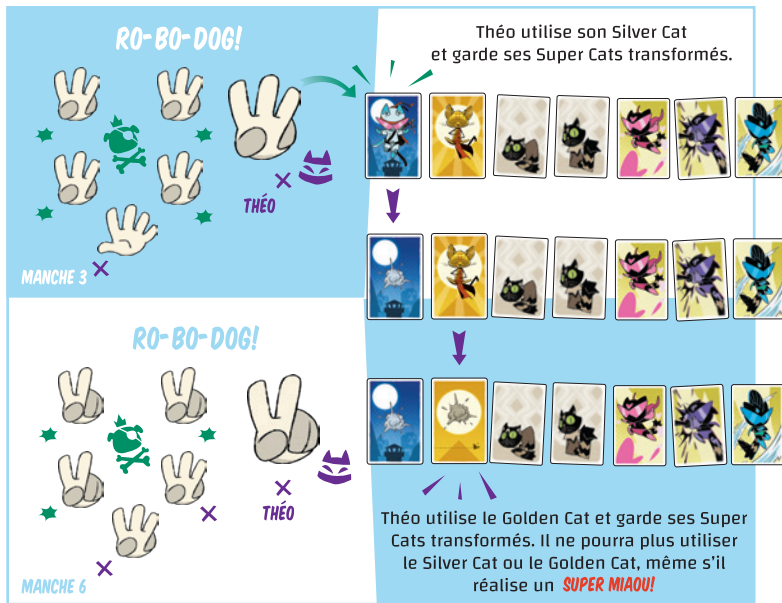 RO-BO-DOG!
THÉO
MANCHE 3
Théo utilise son Silver Cat
et garde ses Super Cats transformés.
RO-BO-DOG!
THÉO
MANCHE 6
Théo utilise le Golden Cat et garde ses Super
Cats transformés. Il ne pourra plus utiliser
le Silver Cat ou le Golden Cat, même s’il
réalise un SUPER MIAOU!